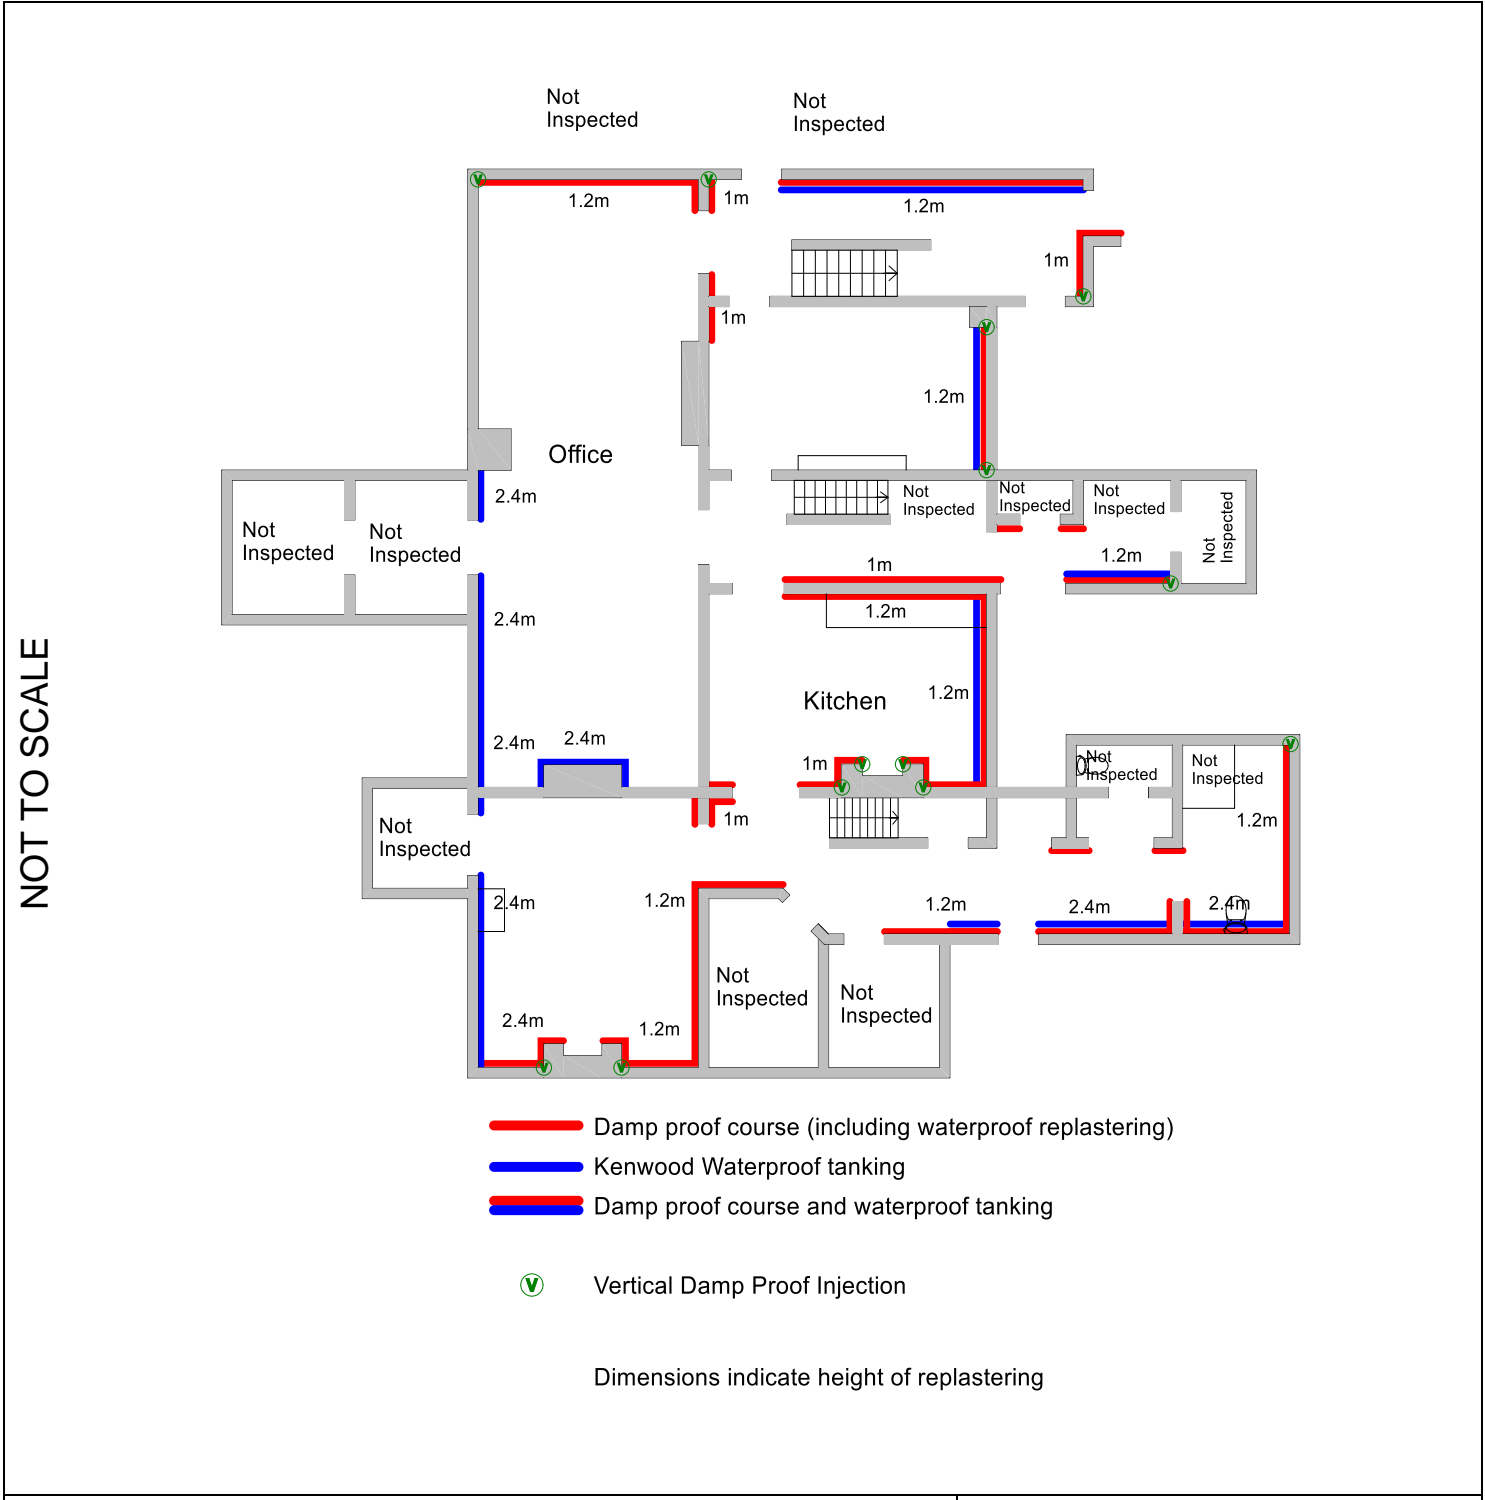 Not
Inspected
Not
Inspected
V
V
1.2m
1m
1.2m
1m
V
1m
V
1.2m
Office
V
2.4m
Not
Inspected
Not
Inspected
Not
Inspected
Not
Inspected
Not
Inspected
Not
Inspected
1m
1.2m
V
1.2m
2.4m
NOT TO SCALE
Kitchen
1.2m
2.4m
2.4m
1m
V
V
V
V
V
Not
Inspected
Not
Inspected
1m
1.2m
Not
Inspected
2.4m
1.2m
1.2m
2.4m
2.4m
Not
Inspected
Not
Inspected
2.4m
1.2m
V
V
Damp proof course (including waterproof replastering)
Kenwood Waterproof tanking
Damp proof course and waterproof tanking
V
Vertical Damp Proof Injection
Dimensions indicate height of replastering